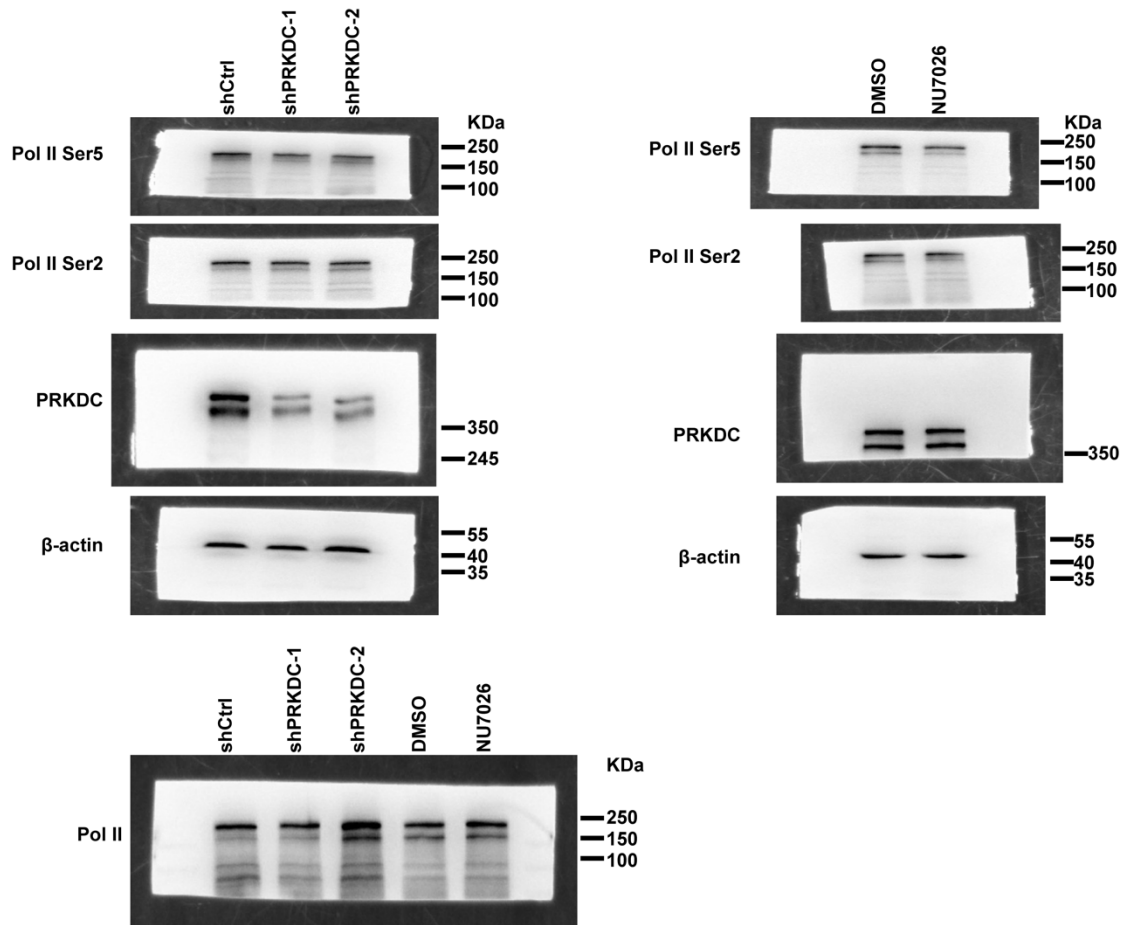 shCtrl
shPRKDC-1
shPRKDC-2
KDa
Pol II Ser5
250
150
100
Pol II Ser2
250
150
100
PRKDC
350
245
β-actin
55
40
35
DMSO
NU7026
KDa
Pol II Ser5
250
150
100
Pol II Ser2
250
150
100
PRKDC
350
β-actin
55
40
35
shCtrl
shPRKDC-1
shPRKDC-2
DMSO
NU7026
KDa
Pol II
250
150
100